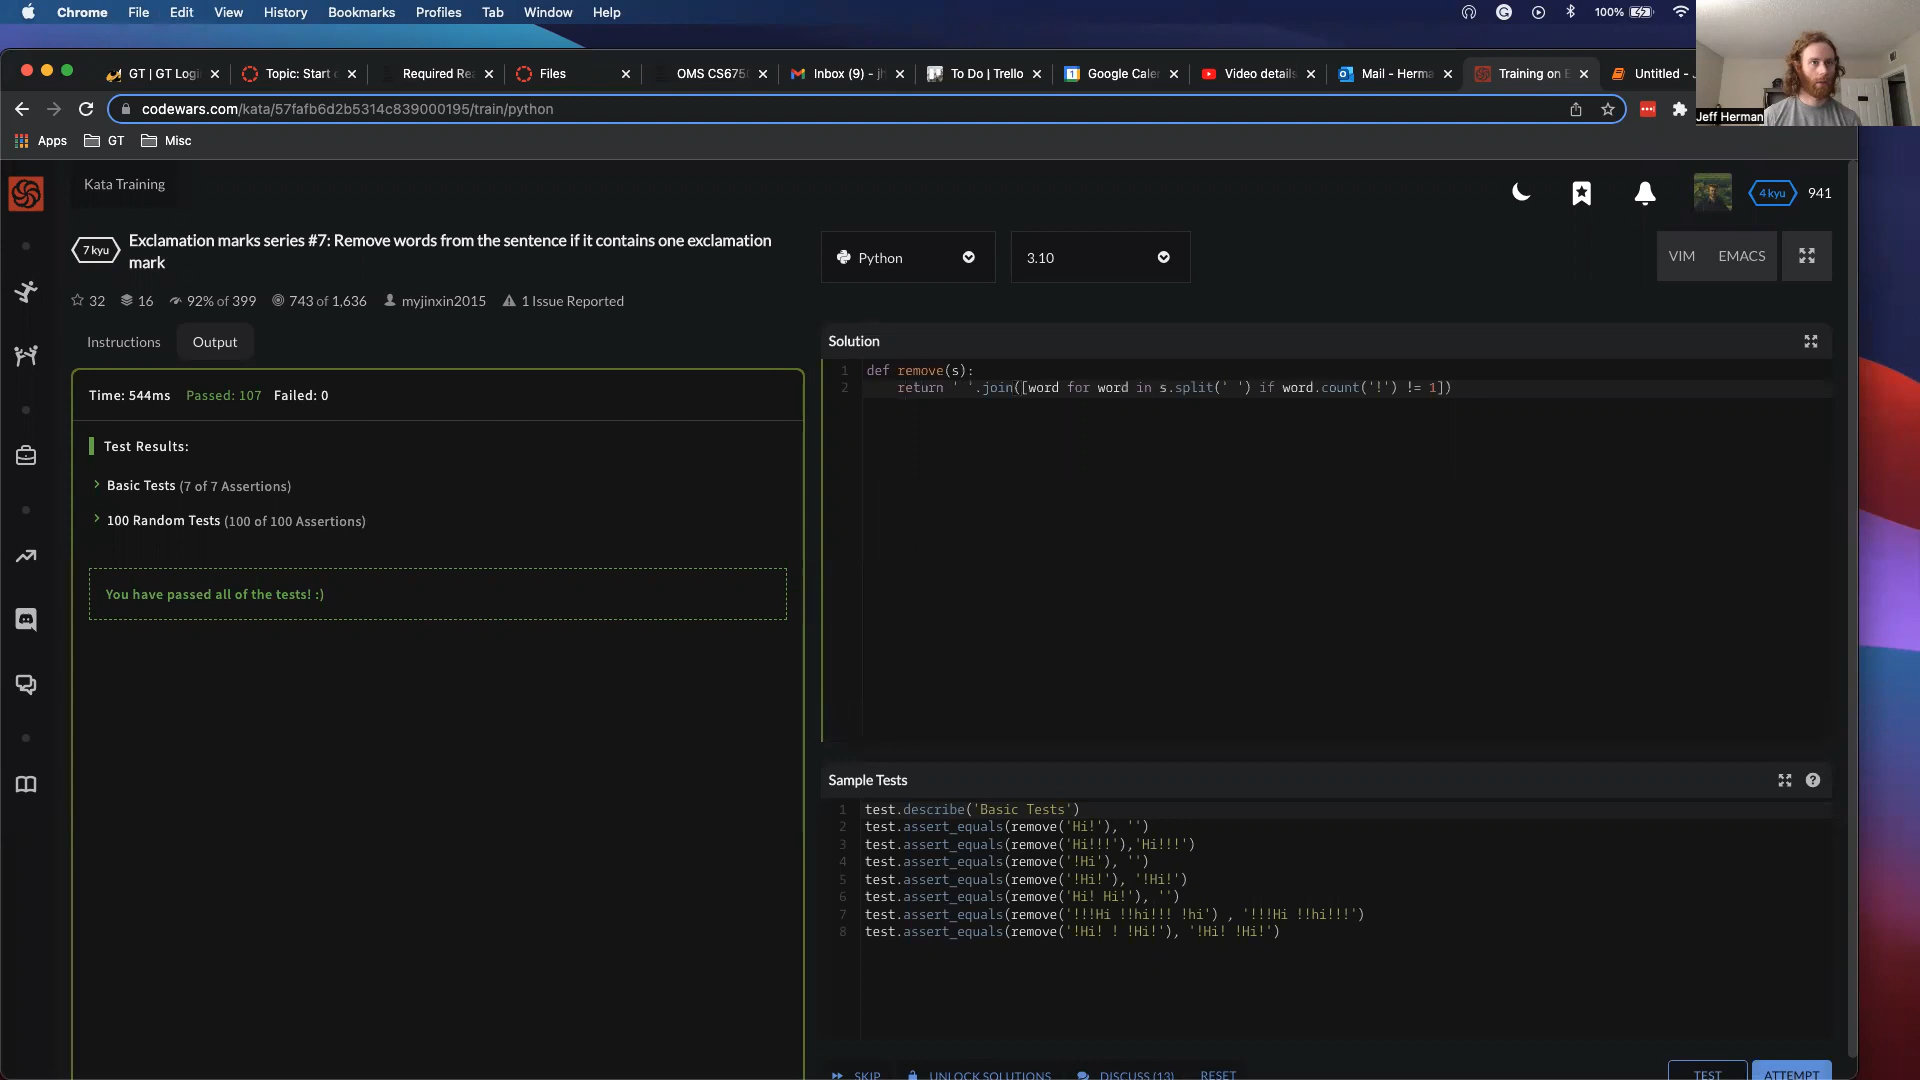 Chrome File Edit View History Bookmarks Profiles Tab Window Help
100%
GT | GT Logi
Topic: Start
Required Re
Files
OMS CS675
Inbox (9) - jh
To Do | Trello
Google Caler
Video details
Mail - Herma
Training on E
Untitled -
codewars.com/kata/57fafb6d2b5314c839000195/train/python
Jeff Herman
Apps GT Misc
Kata Training
4 kyu 941
7 kyu
Exclamation marks series #7: Remove words from the sentence if it contains one exclamation
mark
Python
3.10
VIM EMACS
32 16 92% of 399 743 of 1,636 myjinxin2015 1 Issue Reported
Instructions Output
Time: 544ms Passed: 107 Failed: 0
Test Results:
Basic Tests (7 of 7 Assertions)
100 Random Tests (100 of 100 Assertions)
You have passed all of the tests! :)
Solution
1 def remove(s):
2 return ' '.join([word for word in s.split(' ') if word.count('!') != 1])
Sample Tests
1 test.describe('Basic Tests')
2 test.assert_equals(remove('Hi!'), '')
3 test.assert_equals(remove('Hi!!!'),'Hi!!!')
4 test.assert_equals(remove('!Hi'), '')
5 test.assert_equals(remove('!Hi!'), '!Hi!')
6 test.assert_equals(remove('Hi! Hi!'), '')
7 test.assert_equals(remove('!!!Hi !!hi!!! !hi') , '!!!Hi !!hi!!!')
8 test.assert_equals(remove('!Hi! ! !Hi!'), '!Hi! !Hi!')
SKIP UNLOCK SOLUTIONS DISCUSS (13) RESET TEST ATTEMPT